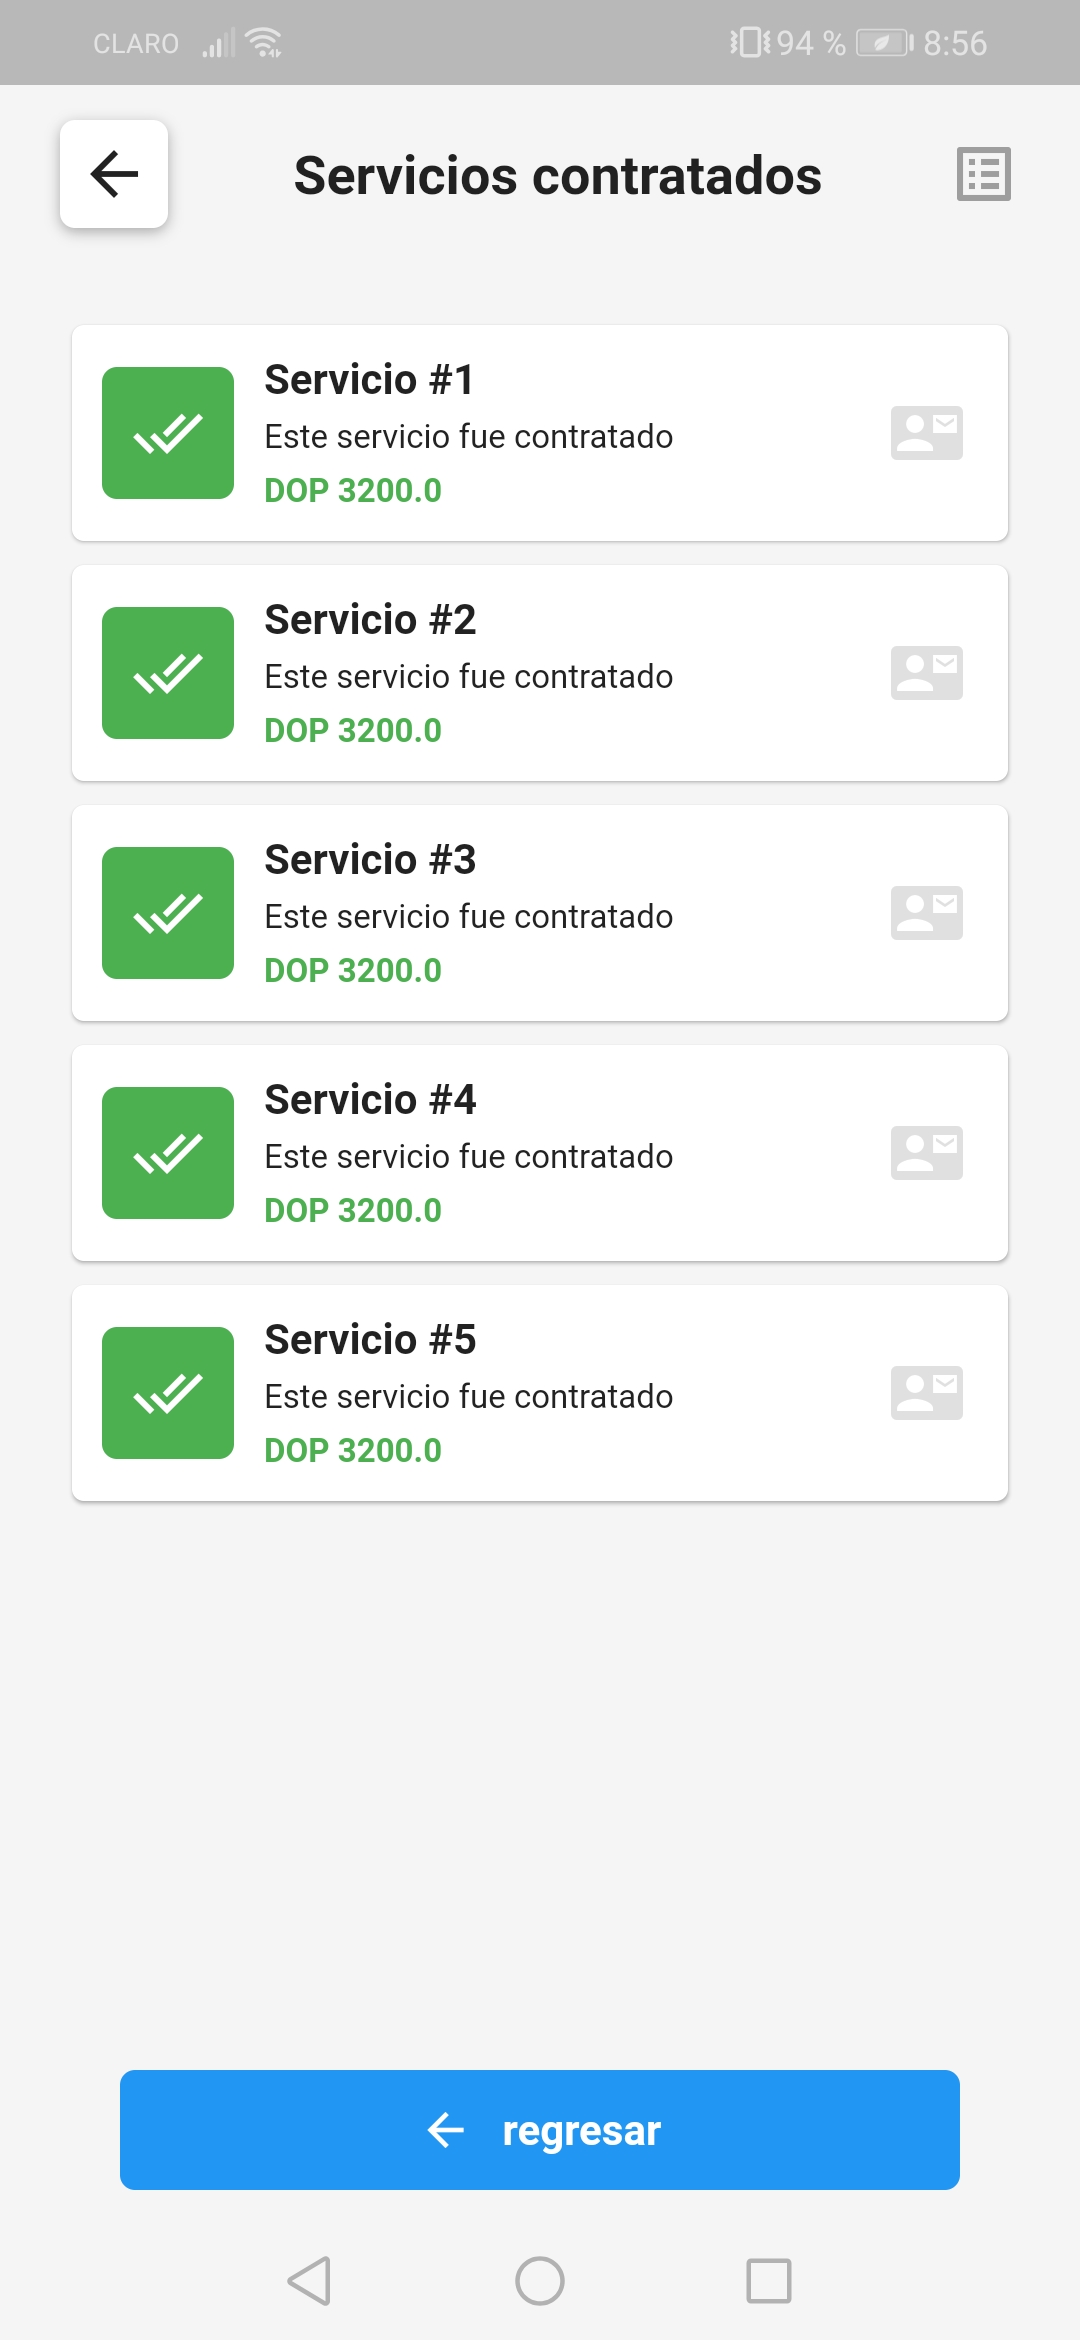 CLARO 94 % 8:56
Servicios contratados
Servicio #1
Este servicio fue contratado
DOP 3200.0
Servicio #2
Este servicio fue contratado
DOP 3200.0
Servicio #3
Este servicio fue contratado
DOP 3200.0
Servicio #4
Este servicio fue contratado
DOP 3200.0
Servicio #5
Este servicio fue contratado
DOP 3200.0
regresar